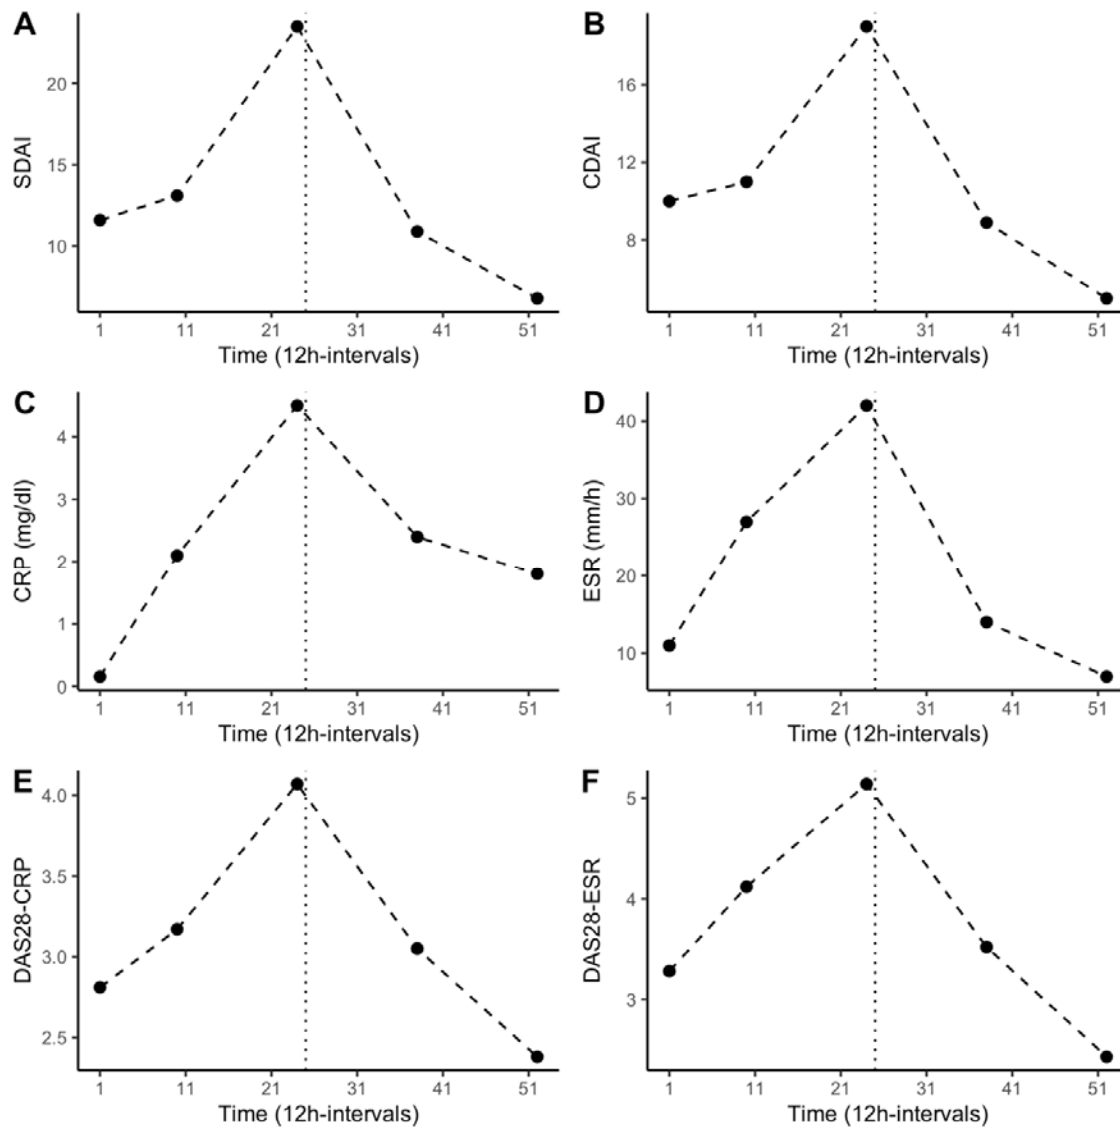 A
SDAI
20
15
10
1 11 21 31 41 51
Time (12h-intervals)
B
CDAI
16
12
8
1 11 21 31 41 51
Time (12h-intervals)
C
CRP (mg/dl)
4
3
2
1
0
1 11 21 31 41 51
Time (12h-intervals)
D
ESR (mm/h)
40
30
20
10
1 11 21 31 41 51
Time (12h-intervals)
E
DAS28-CRP
4.0
3.5
3.0
2.5
1 11 21 31 41 51
Time (12h-intervals)
F
DAS28-ESR
5
4
3
1 11 21 31 41 51
Time (12h-intervals)